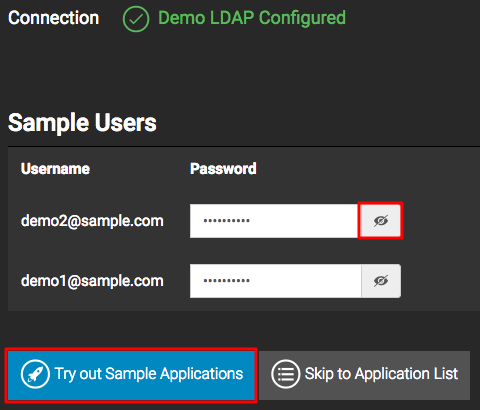 Connection Demo LDAP Configured
Sample Users
Username Password
demo2@sample.com ••••••••••
demo1@sample.com ••••••••••
Try out Sample Applications Skip to Application List